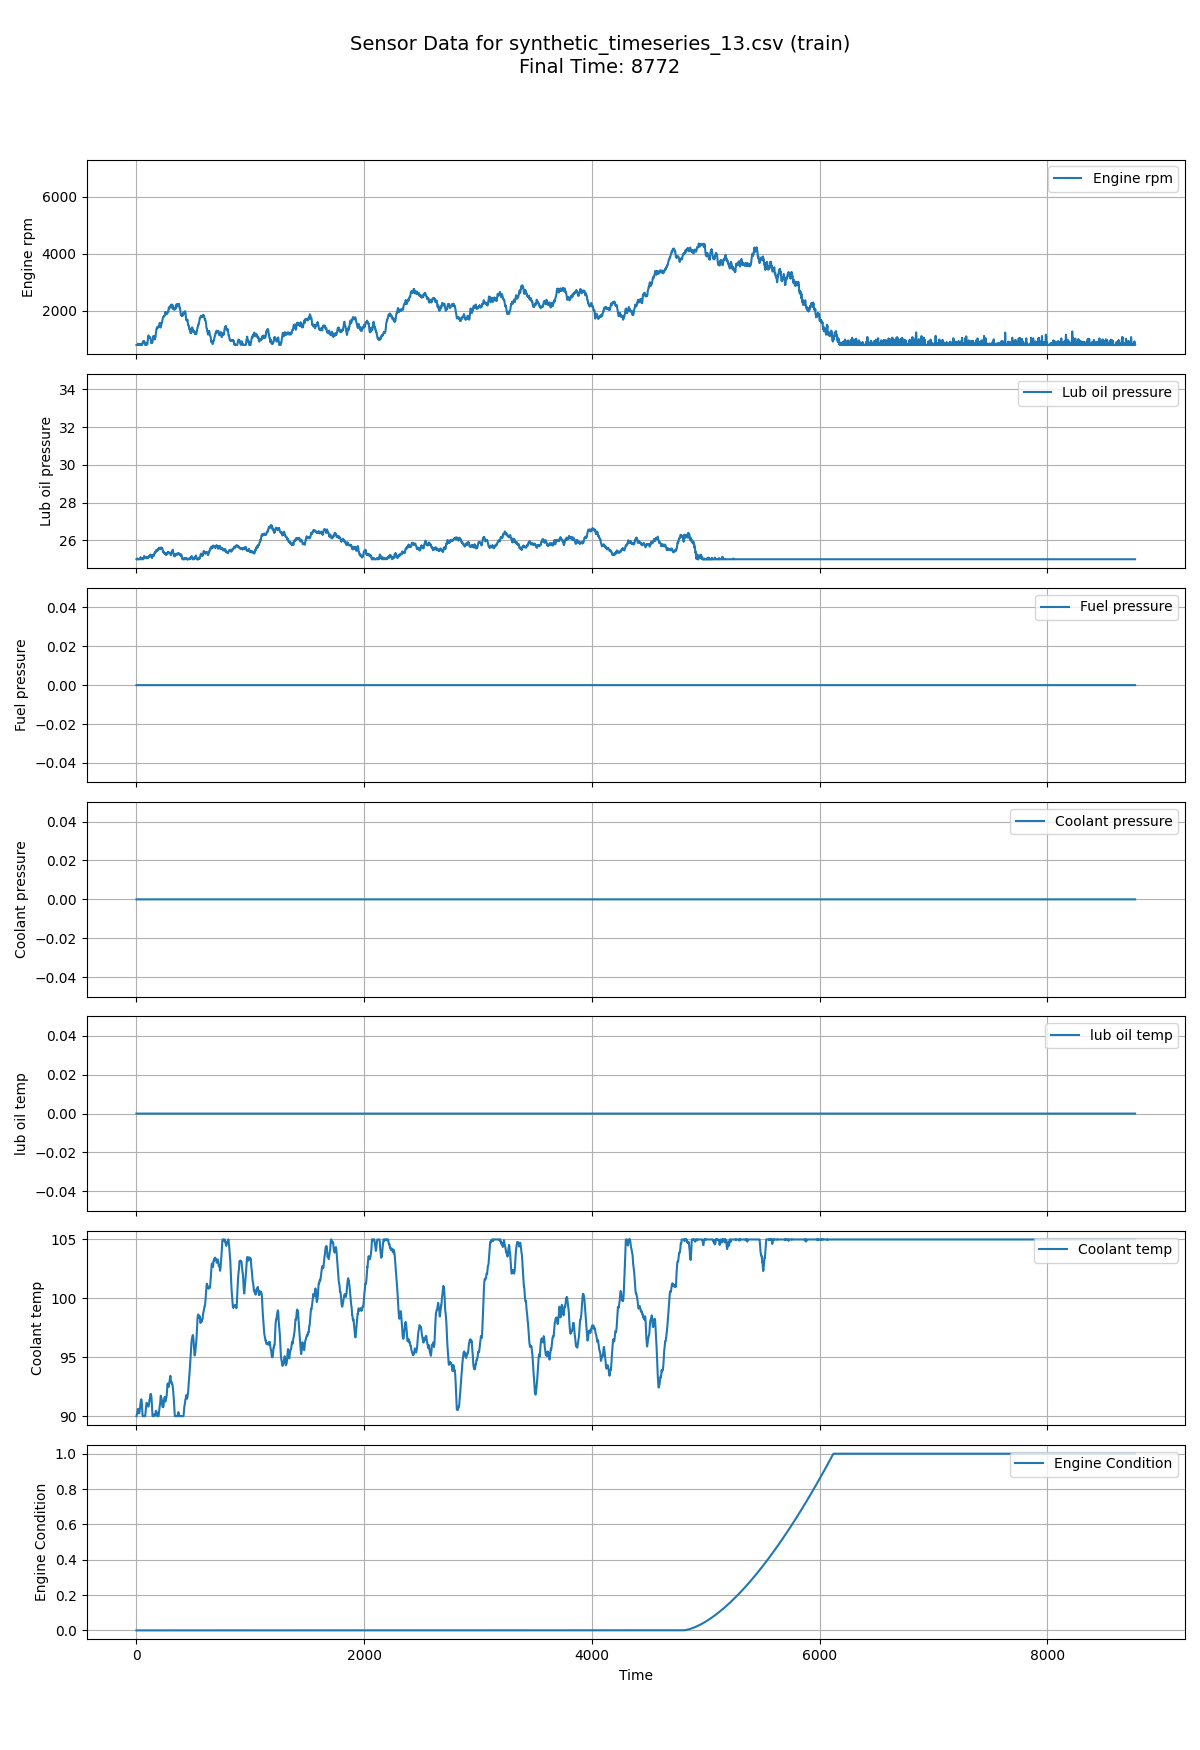 Sensor Data for synthetic_timeseries_13.csv (train)
Final Time: 8772
Engine rpm
6000
4000
2000
Engine rpm
Lub oil pressure
34
32
30
28
26
Lub oil pressure
Fuel pressure
0.04
0.02
0.00
−0.02
−0.04
Fuel pressure
Coolant pressure
0.04
0.02
0.00
−0.02
−0.04
Coolant pressure
lub oil temp
0.04
0.02
0.00
−0.02
−0.04
lub oil temp
Coolant temp
105
100
95
90
Coolant temp
Engine Condition
1.0
0.8
0.6
0.4
0.2
0.0
Engine Condition
0 2000 4000 6000 8000
Time